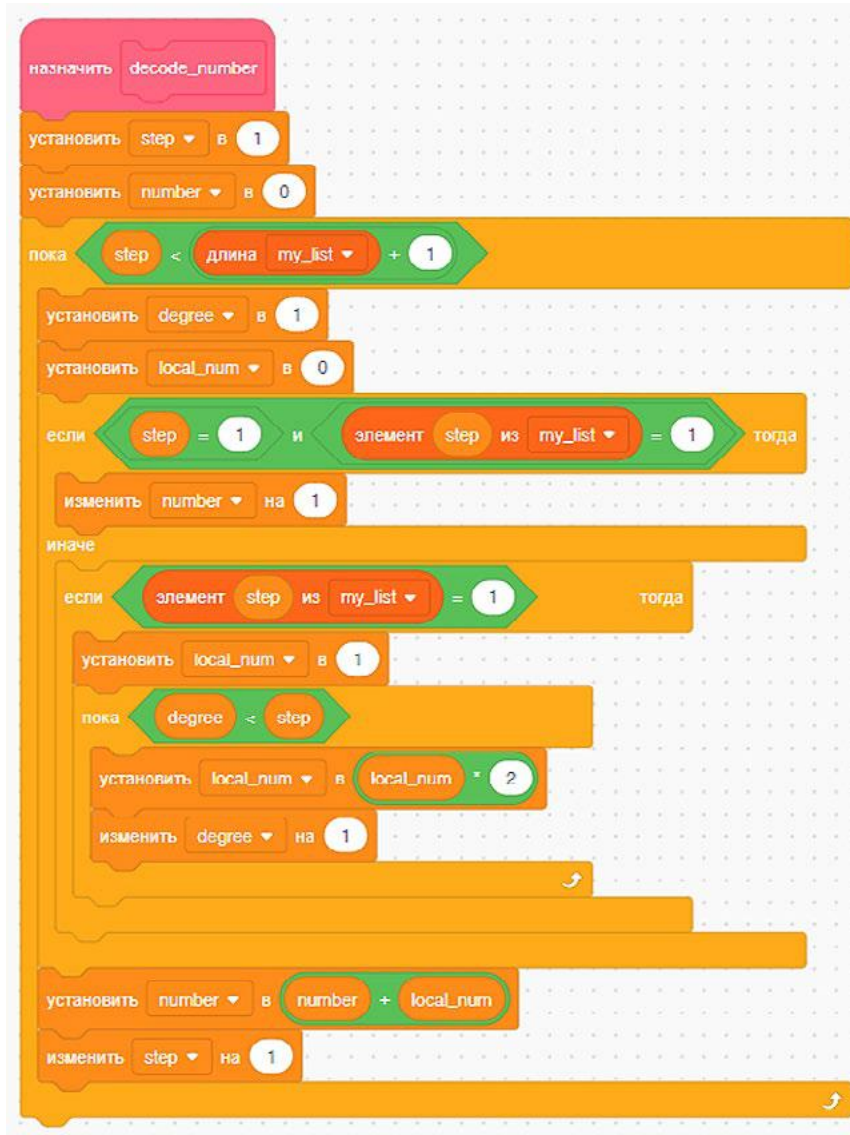 назначить decode_number
установить step в 1
установить number в 0
пока step < длина my_list + 1
установить degree в 1
установить local_num в 0
если step = 1 и элемент step из my_list = 1 тогда
изменить number на 1
иначе
если элемент step из my_list = 1 тогда
установить local_num в 1
пока degree < step
установить local_num в local_num * 2
изменить degree на 1
установить number в number + local_num
изменить step на 1